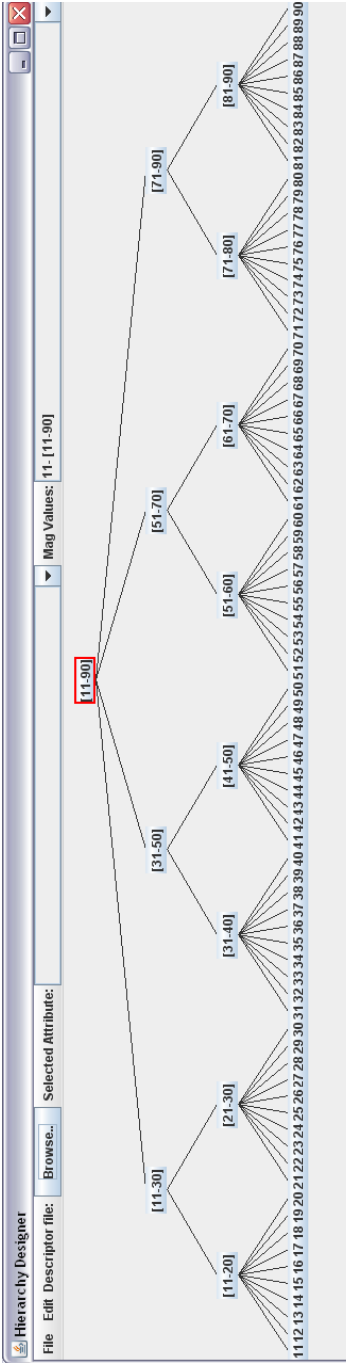 Hierarchy Designer
File Edit Descriptor file: Browse.. Selected Attribute: Mag Values: 11- [11-90]
[11-90]
[11-30] [31-50] [51-70] [71-90]
[11-20] [21-30] [31-40] [41-50] [51-60] [61-70] [71-80] [81-90]
11 12 13 14 15 16 17 18 19 20 21 22 23 24 25 26 27 28 29 30 31 32 33 34 35 36 37 38 39 40 41 42 43 44 45 46 47 48 49 50 51 52 53 54 55 56 57 58 59 60 61 62 63 64 65 66 67 68 69 70 71 72 73 74 75 76 77 78 79 80 81 82 83 84 85 86 87 88 89 90